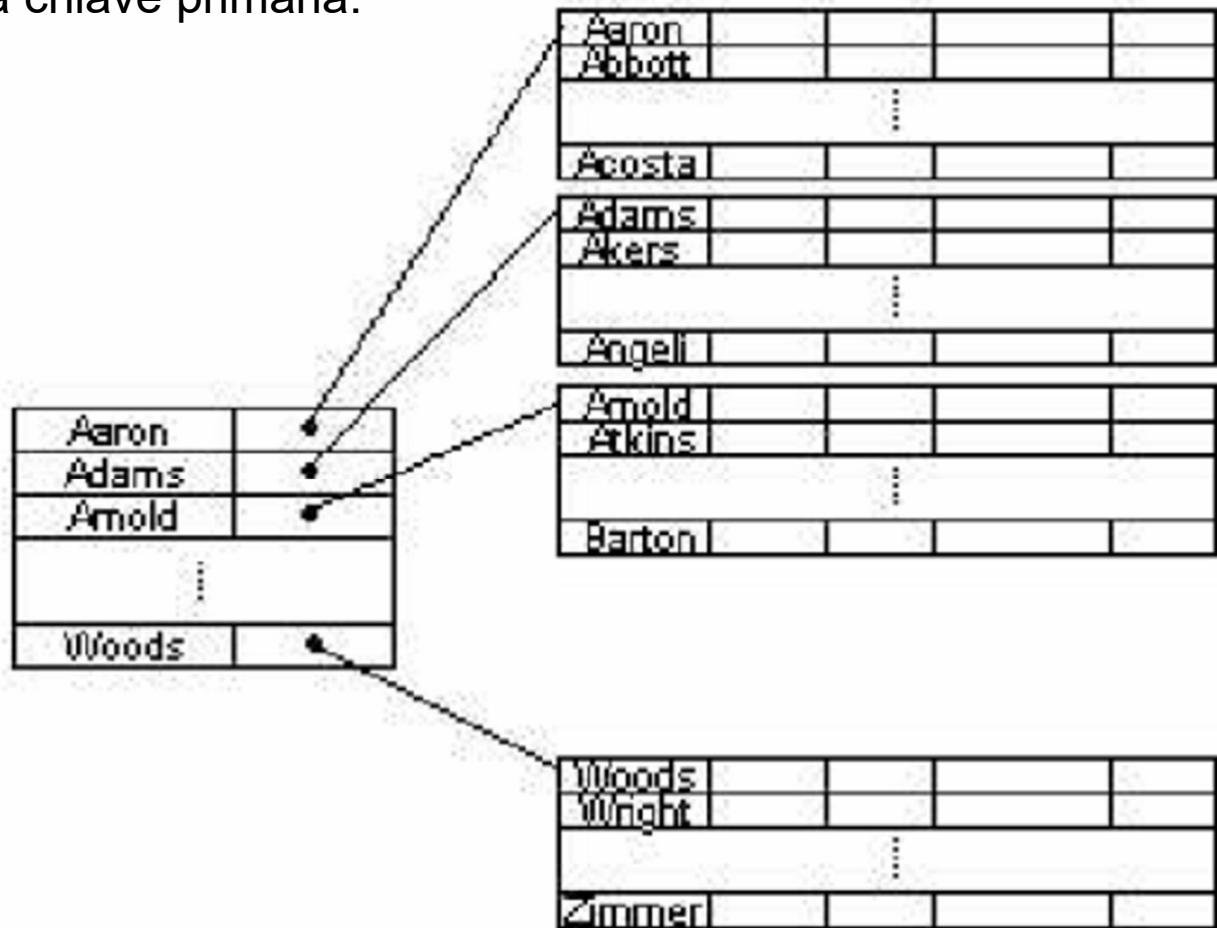 a chiave primaria.
Aaron
Abbott
Acosta
Adams
Akers
Angeli
Arnold
Atkins
Barton
Aaron
Adams
Arnold
Woods
Woods
Wright
Zimmer